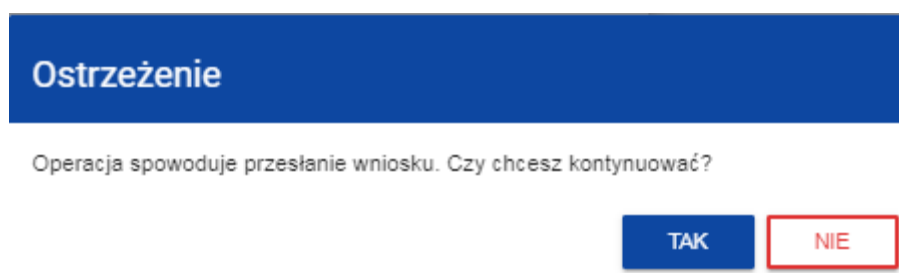 Ostrzeżenie
Operacja spowoduje przesłanie wniosku. Czy chcesz kontynuować?
TAK NIE